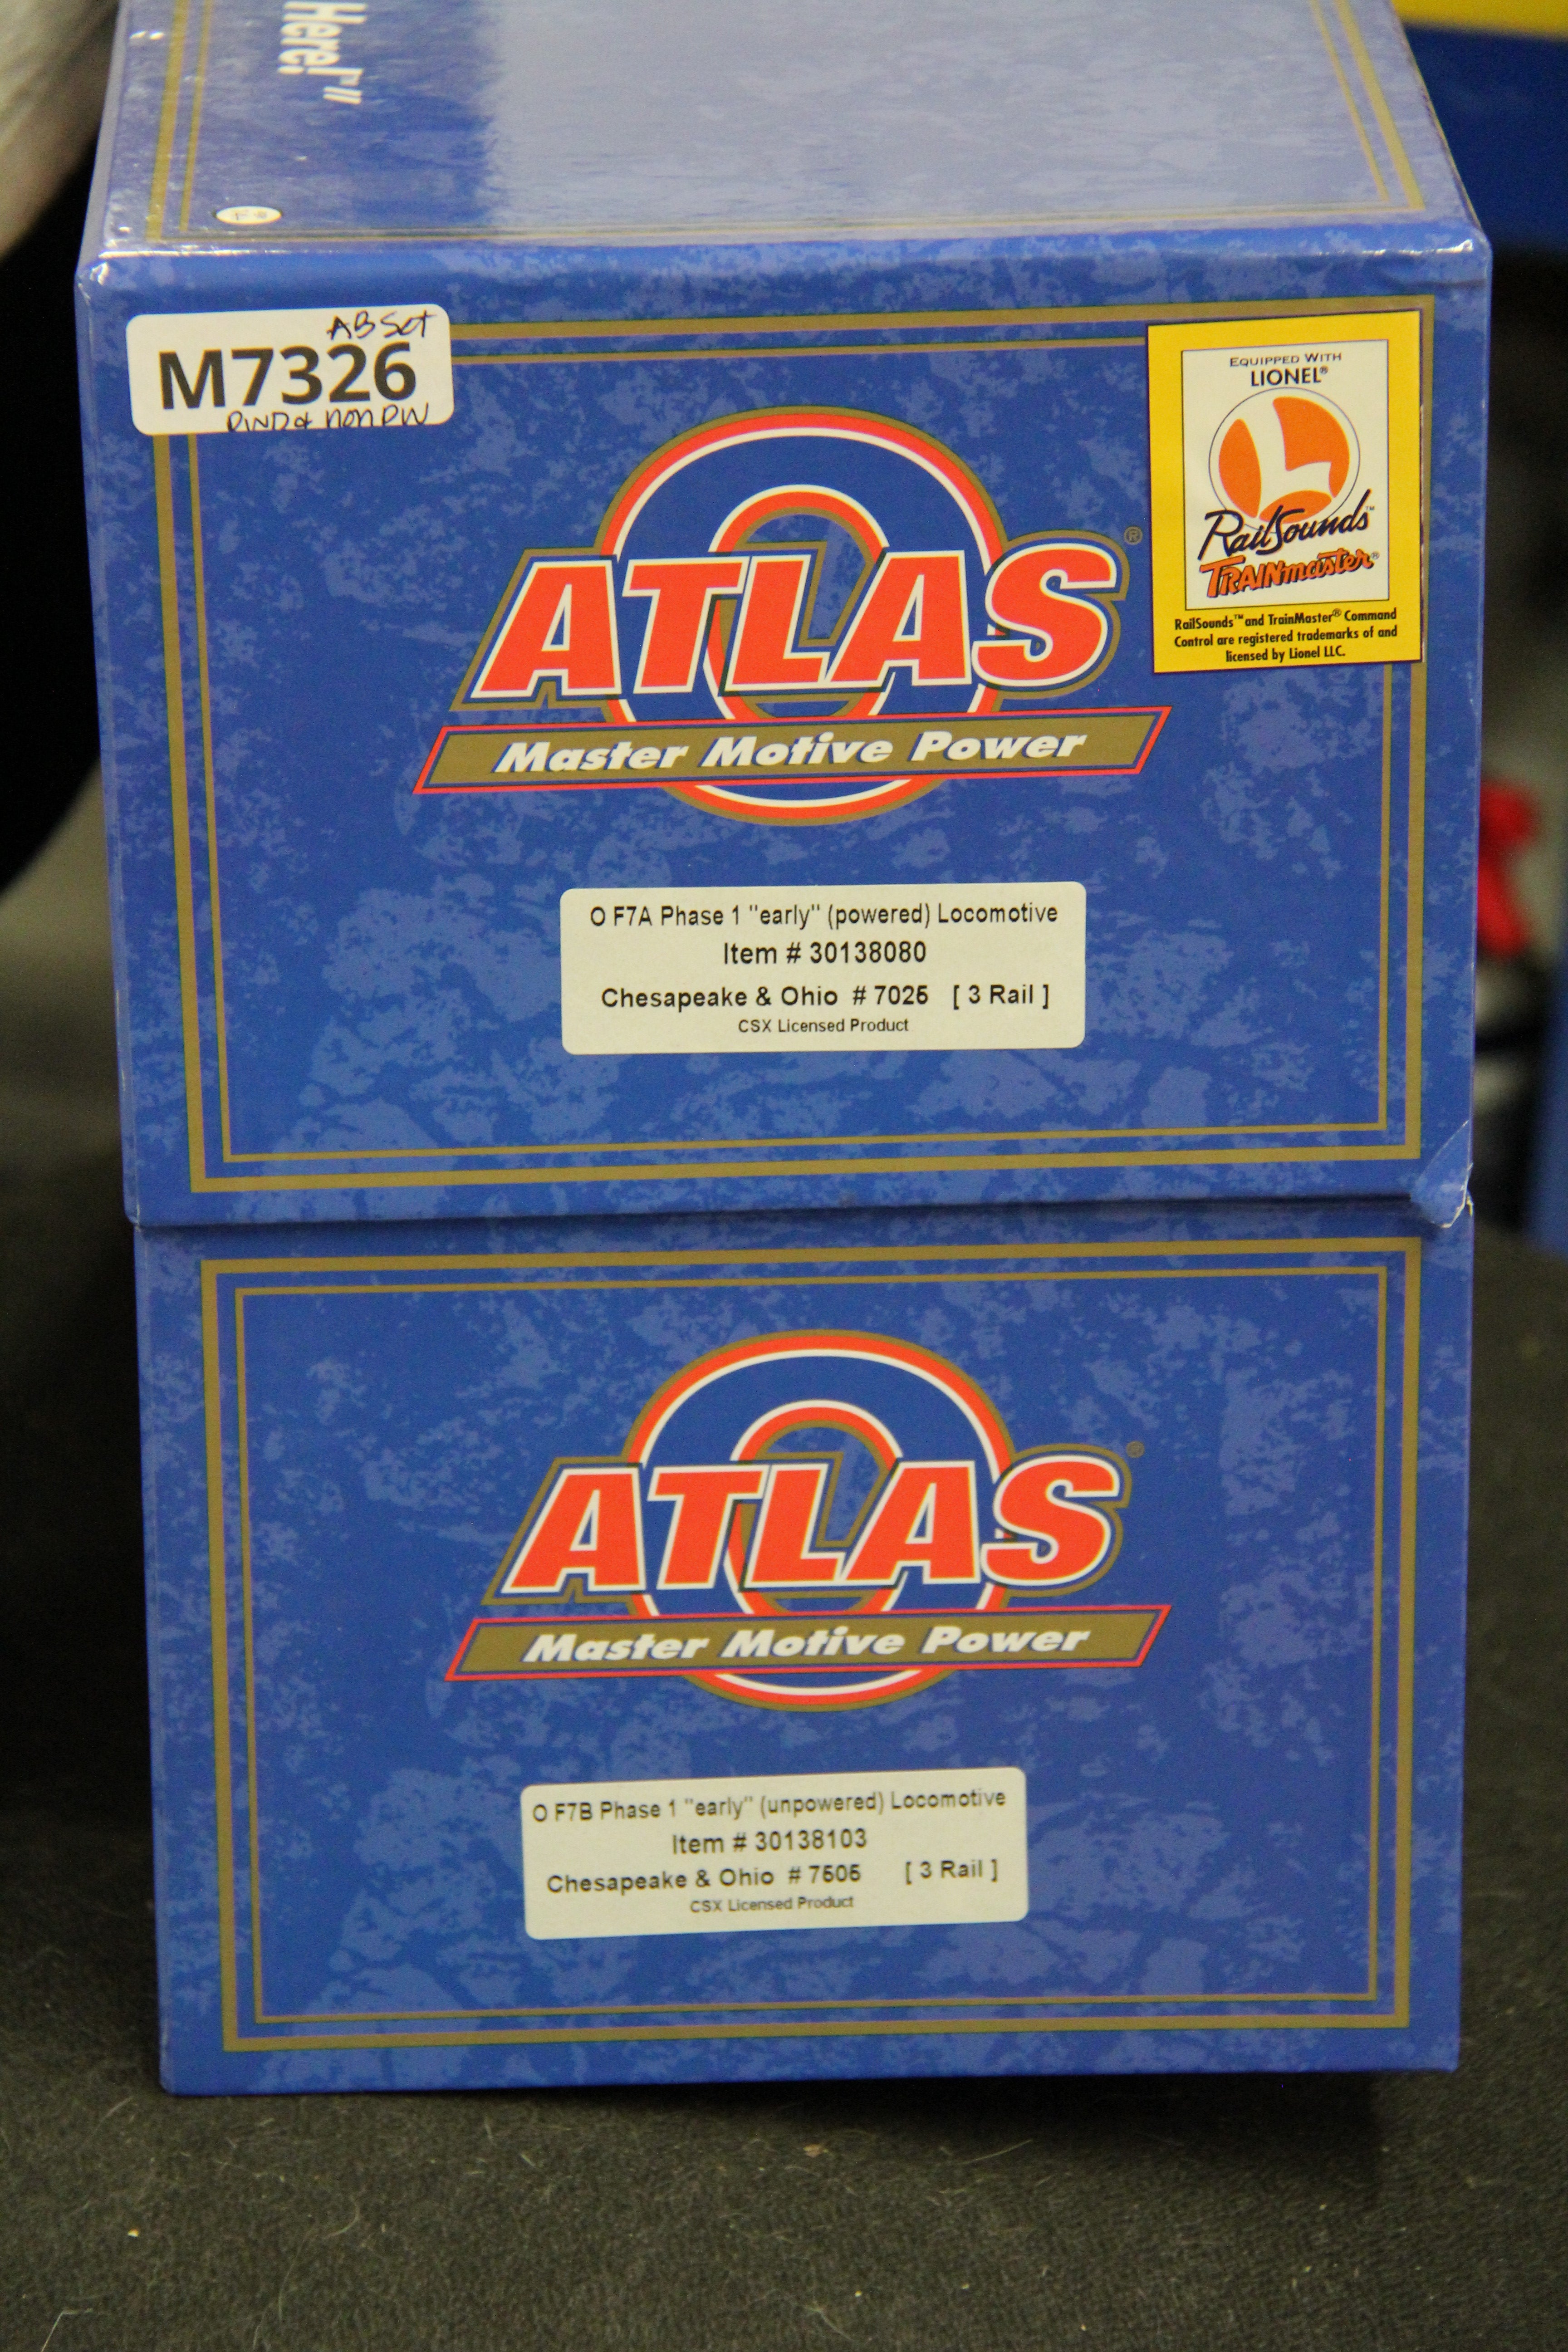 Here!"
AB Set
M7326
PWD & NON PW
EQUIPPED WITH
LIONEL®
RailSounds™
TRAINmaster®
RailSounds™ and TrainMaster® Command
Control are registered trademarks of and
licensed by Lionel LLC.
ATLAS®
O
Master Motive Power
O F7A Phase 1 "early" (powered) Locomotive
Item # 30138080
Chesapeake & Ohio # 7025 [ 3 Rail ]
CSX Licensed Product
ATLAS®
O
Master Motive Power
O F7B Phase 1 "early" (unpowered) Locomotive
Item # 30138103
Chesapeake & Ohio # 7505 [ 3 Rail ]
CSX Licensed Product